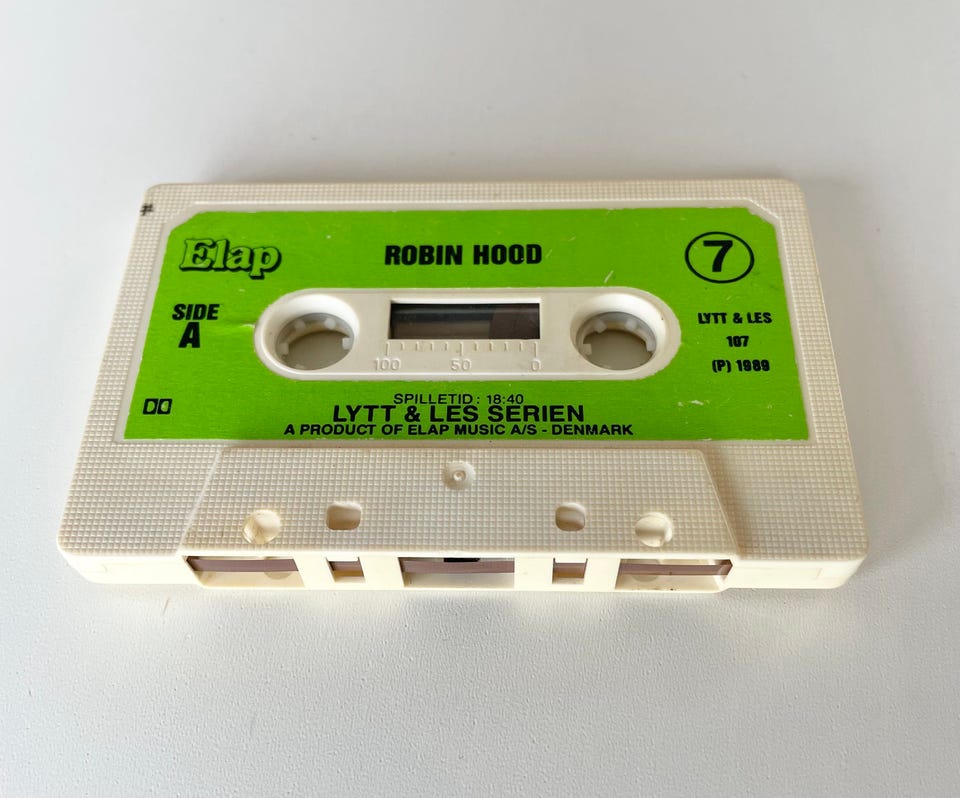 Elap
ROBIN HOOD
7
SIDE
A
LYTT & LES
107
(P) 1989
100 50 0
SPILLETID: 18:40
LYTT & LES SERIEN
A PRODUCT OF ELAP MUSIC A/S - DENMARK